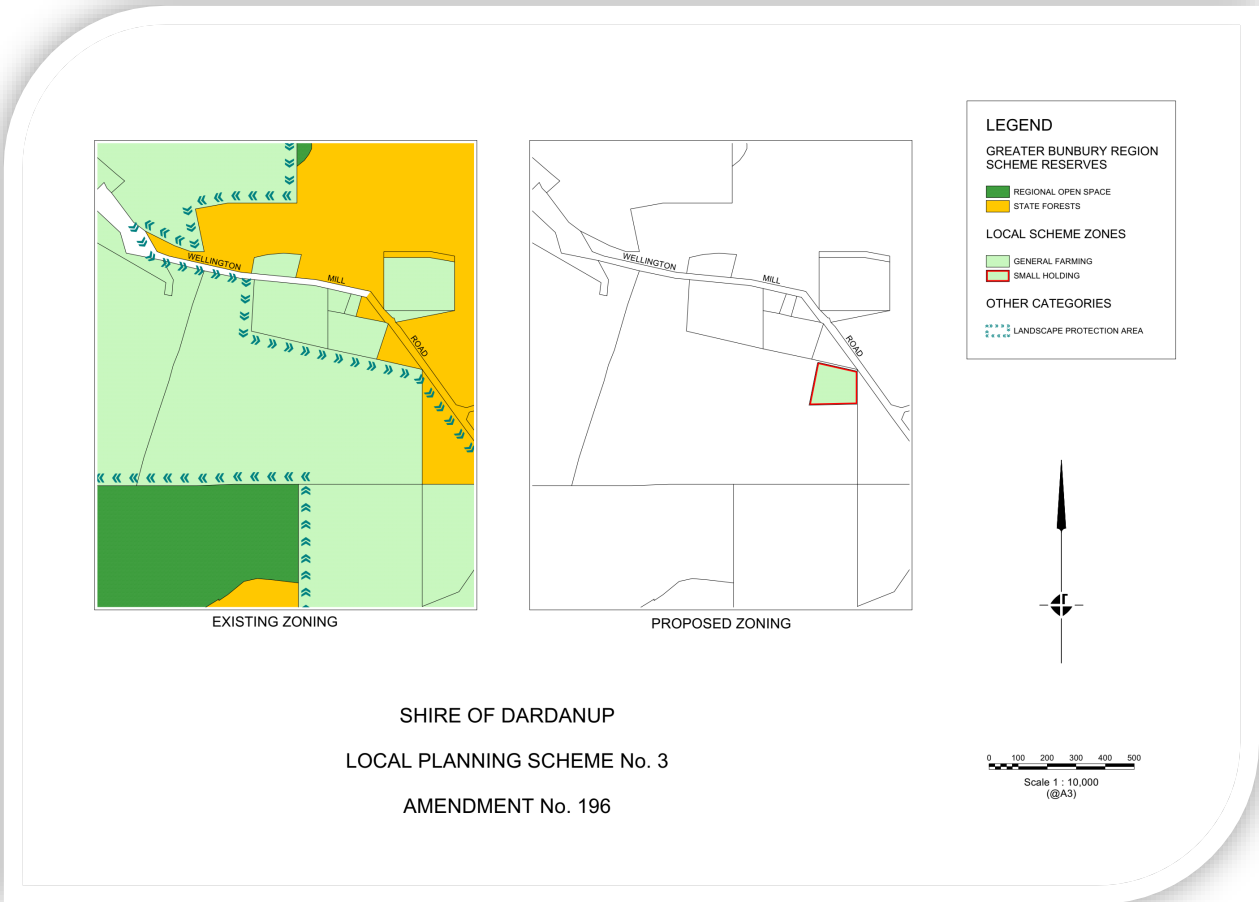 WELLINGTON
MILL
ROAD
EXISTING ZONING
WELLINGTON
MILL
ROAD
PROPOSED ZONING
LEGEND
GREATER BUNBURY REGION
SCHEME RESERVES
REGIONAL OPEN SPACE
STATE FORESTS
LOCAL SCHEME ZONES
GENERAL FARMING
SMALL HOLDING
OTHER CATEGORIES
LANDSCAPE PROTECTION AREA
SHIRE OF DARDANUP
LOCAL PLANNING SCHEME No. 3
AMENDMENT No. 196
0 100 200 300 400 500
Scale 1 : 10,000
(@A3)